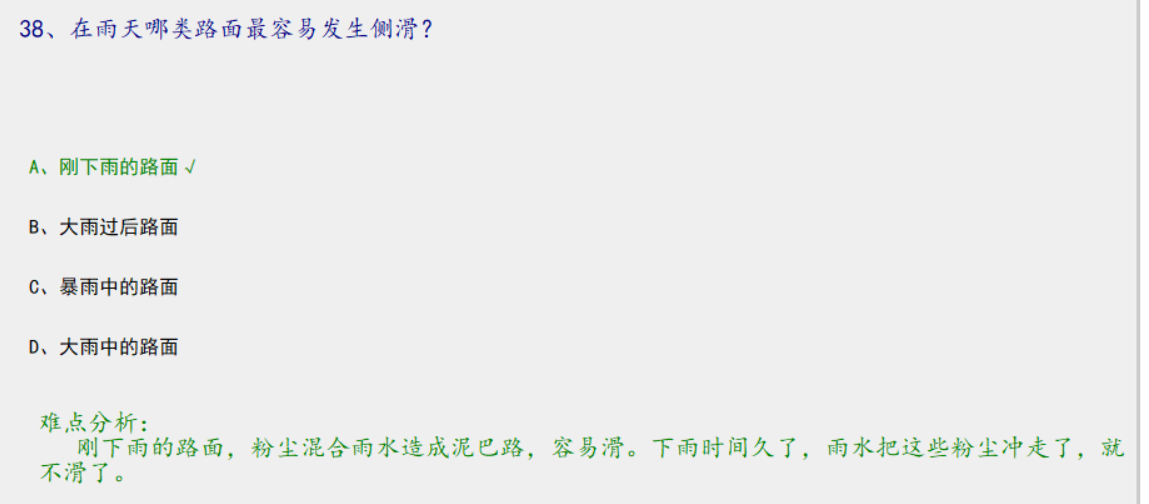 38、在雨天哪类路面最容易发生侧滑？
A、刚下雨的路面√
B、大雨过后路面
C、暴雨中的路面
D、大雨中的路面
难点分析：
刚下雨的路面，粉尘混合雨水造成泥巴路，容易滑。下雨时间久了，雨水把这些粉尘冲走了，就
不滑了。